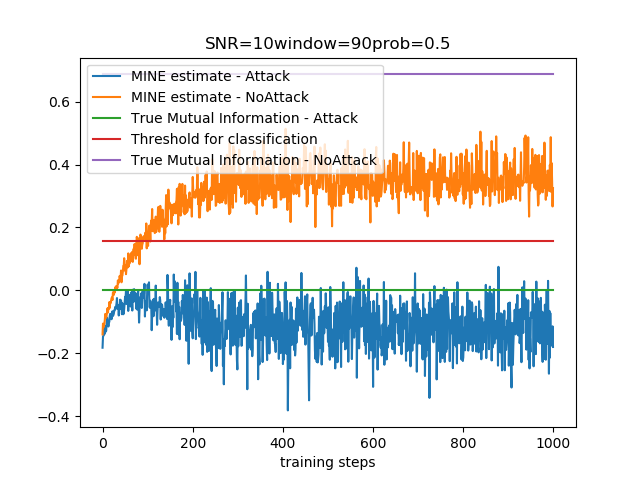 SNR=10window=90prob=0.5
MINE estimate - Attack
MINE estimate - NoAttack
True Mutual Information - Attack
Threshold for classification
True Mutual Information - NoAttack
0.6
0.4
0.2
0.0
−0.2
−0.4
0 200 400 600 800 1000
training steps